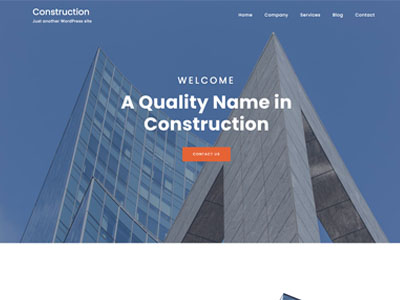 Construction
Just another WordPress site
Home Company Services Blog Contact
WELCOME
A Quality Name in
Construction
CONTACT US